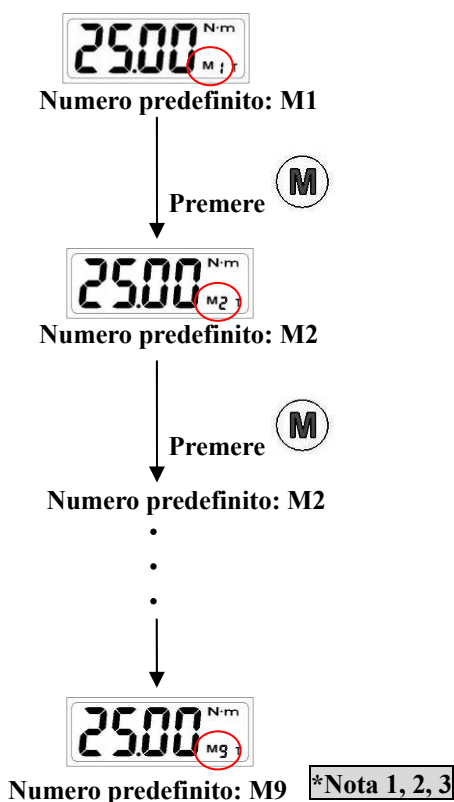 25.00 N·m
M1 T
Numero predefinito: M1
Premere M
25.00 N·m
M2 T
Numero predefinito: M2
Premere M
Numero predefinito: M2
25.00 N·m
M9 T
Numero predefinito: M9 *Nota 1, 2, 3